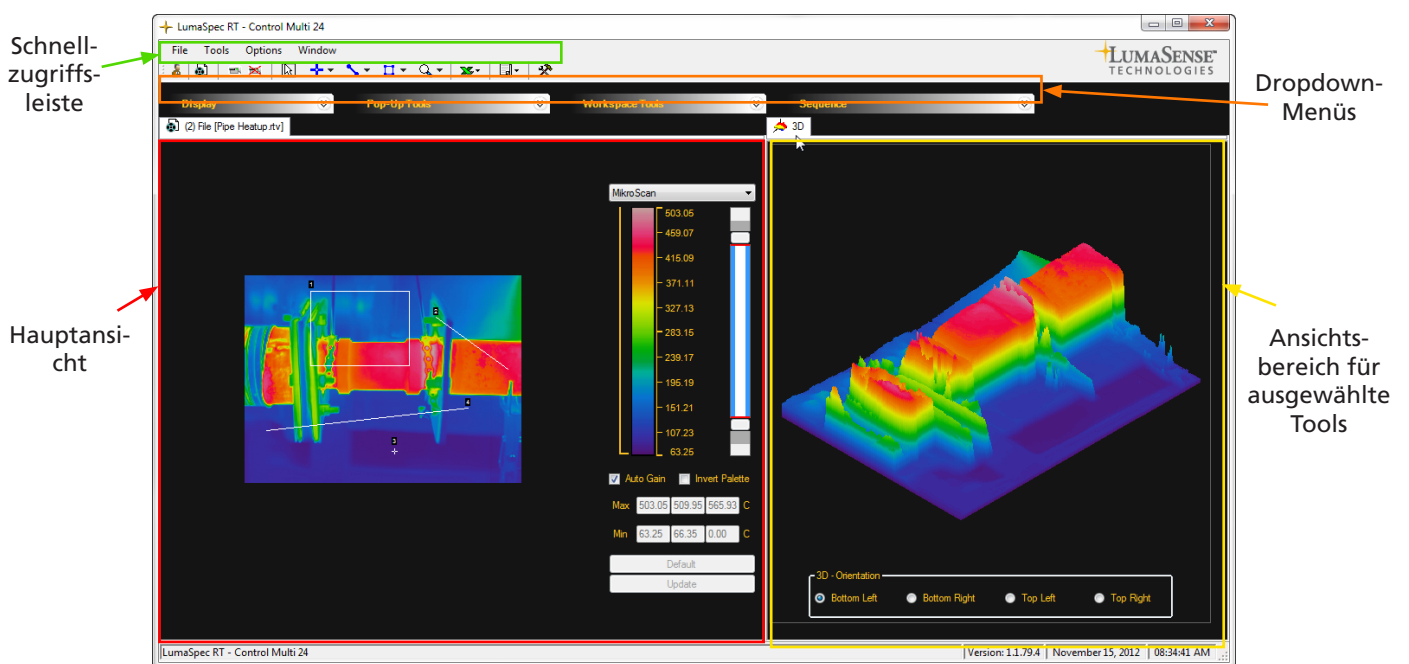 LumaSpec RT - Control Multi 24
File Tools Options Window
LUMASENSE
TECHNOLOGIES
Schnell-
zugriffs-
leiste
Dropdown-
Menüs
Display Pop-Up Tools Workspace Tools Sequence
(2) File [Pipe Heatup.rtv]
3D
Hauptansi-
cht
1
2
4
3
MikroScan
503.05
459.07
415.09
371.11
327.13
283.15
239.17
195.19
151.21
107.23
63.25
Auto Gain Invert Palette
Max 503.05 509.95 565.93 C
Min 63.25 66.35 0.00 C
Default
Update
3D - Orientation
Bottom Left Bottom Right Top Left Top Right
Ansichts-
bereich für
ausgewählte
Tools
LumaSpec RT - Control Multi 24
Version: 1.1.79.4 November 15, 2012 08:34:41 AM